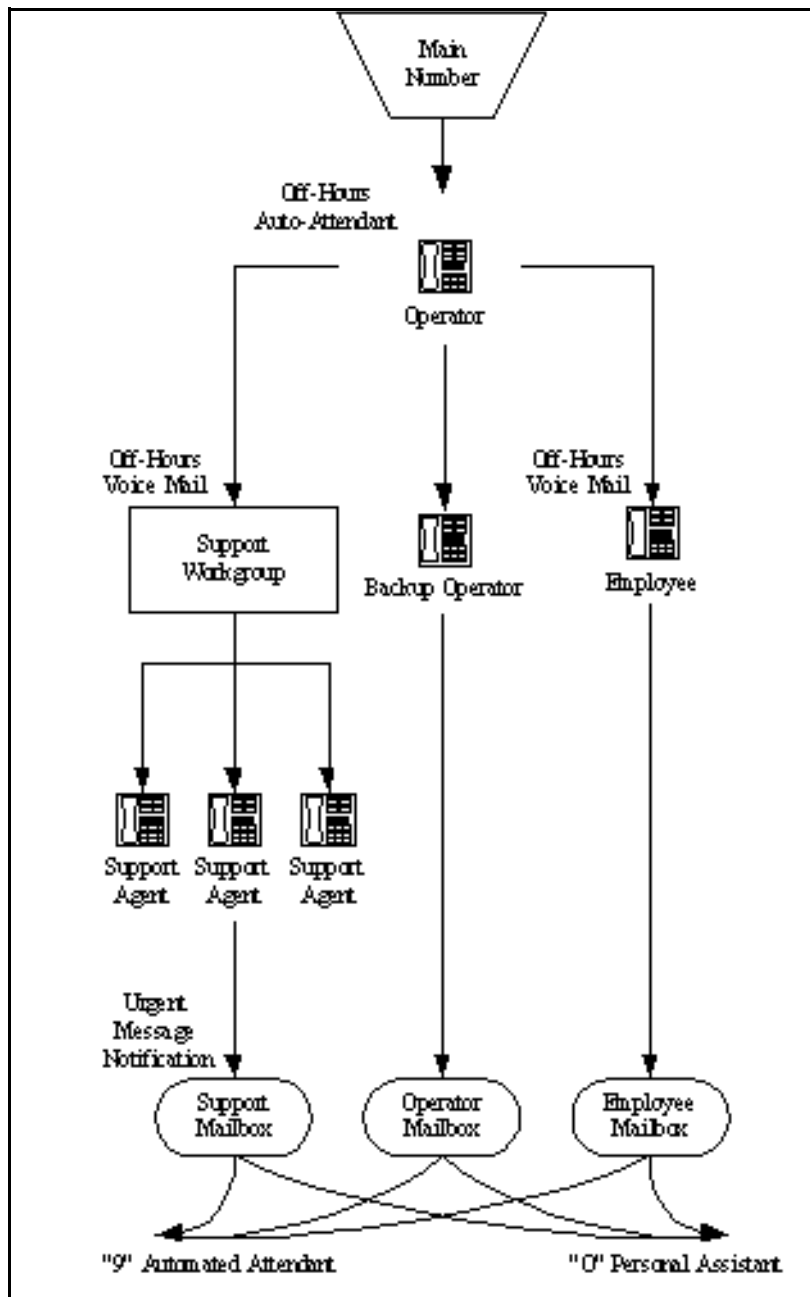 Main
Number
Off-Hours
Auto-Attendant
Operator
Off-Hours
Voice Mail
Off-Hours
Voice Mail
Support
Workgroup
Backup Operator
Employee
Support
Agent
Support
Agent
Support
Agent
Urgent
Message
Notification
Support
Mailbox
Operator
Mailbox
Employee
Mailbox
"9" Automated Attendant
"0" Personal Assistant